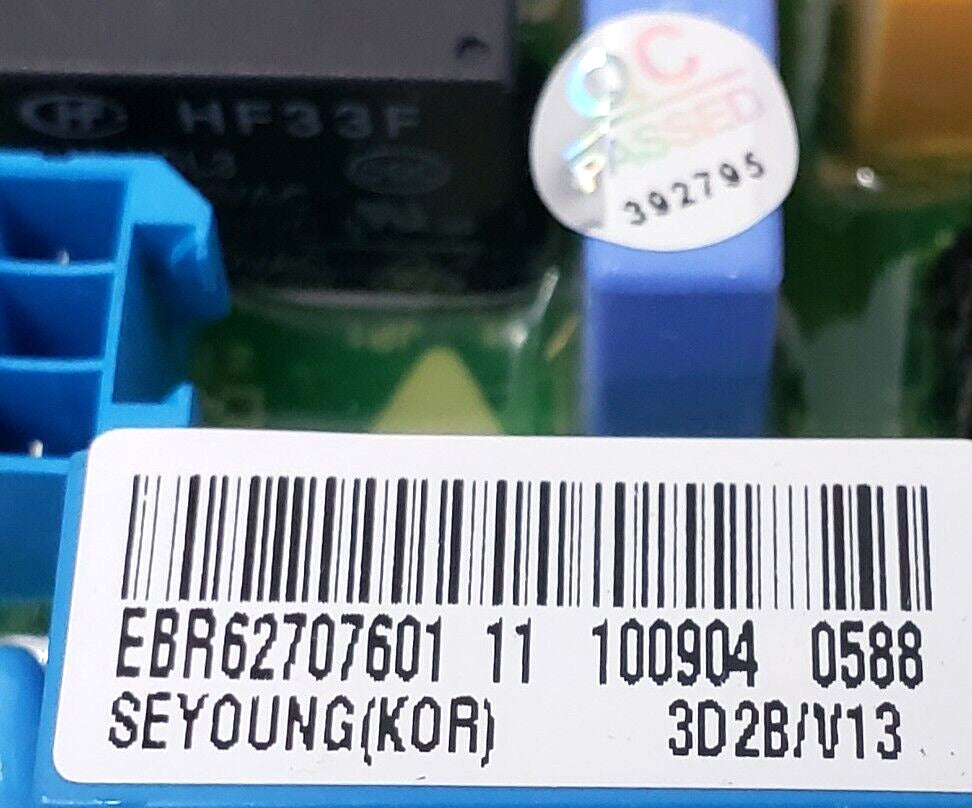 HF33F
QC
PASSED
392795
EBR62707601 11 100904 0588
SEYOUNG(KOR) 3D2B/V13